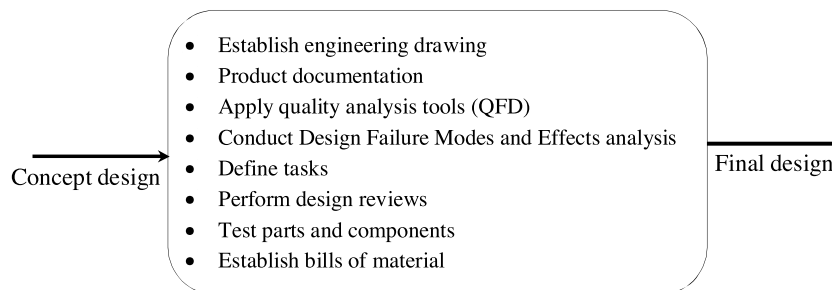 • Establish engineering drawing
• Product documentation
• Apply quality analysis tools (QFD)
• Conduct Design Failure Modes and Effects analysis
• Define tasks
• Perform design reviews
• Test parts and components
• Establish bills of material
Concept design
Final design